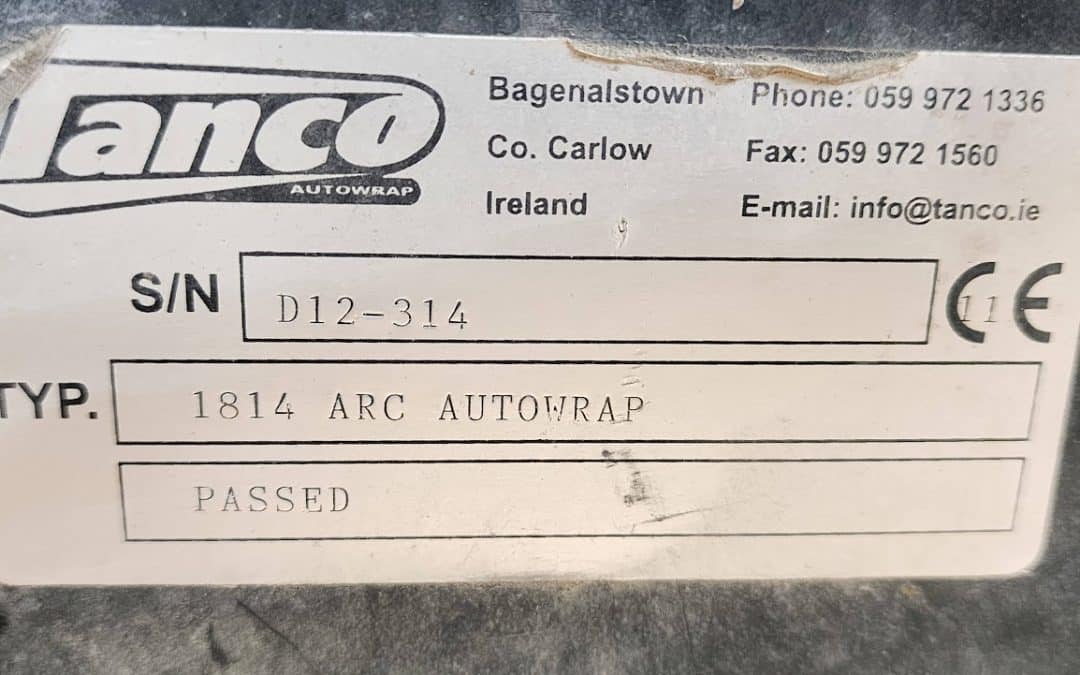 Tanco
AUTOWRAP
Bagenalstown Phone: 059 972 1336
Co. Carlow Fax: 059 972 1560
Ireland E-mail: info@tanco.ie
S/N D12-314 CE 11
TYP. 1814 ARC AUTOWRAP
PASSED